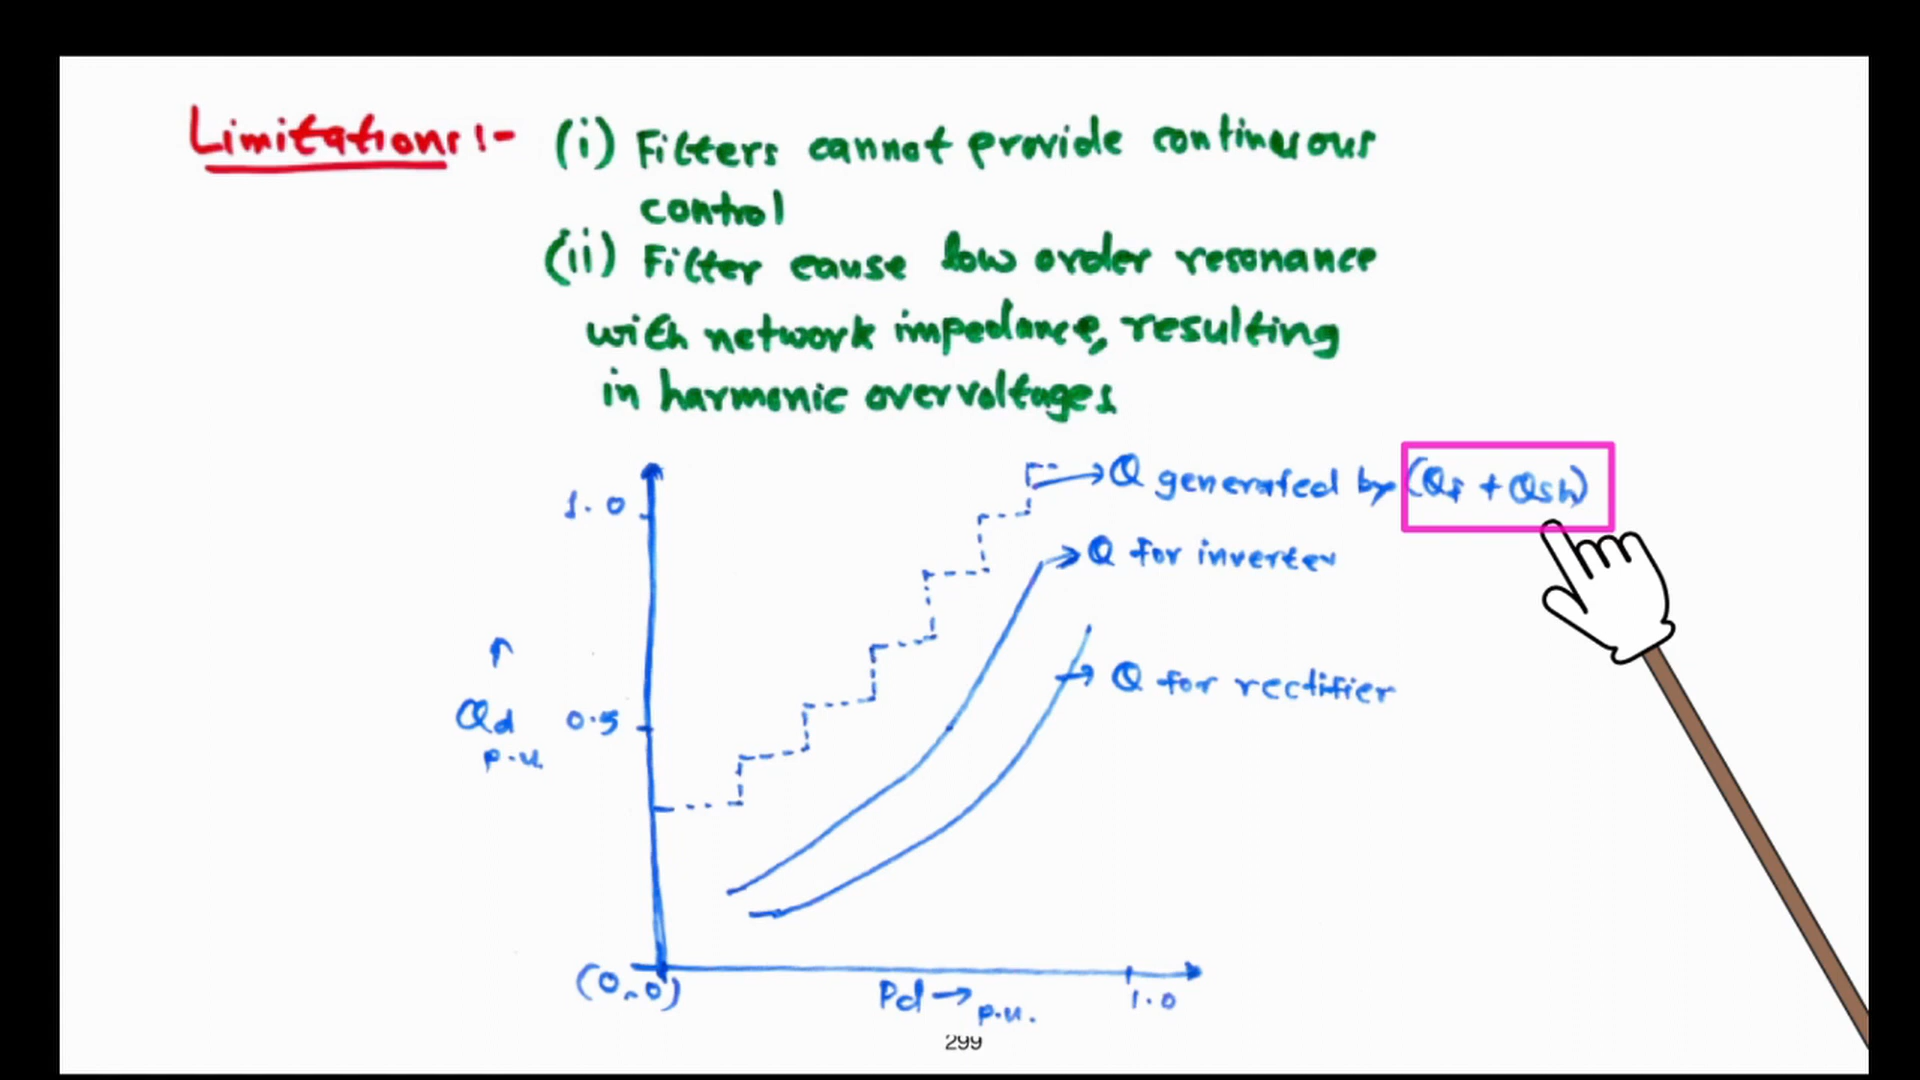 Limitations :- (i) Filters cannot provide continuous
control
(ii) Filter cause low order resonance
with network impedance, resulting
in harmonic overvoltages
Q generated by (Qf + Qsh)
1.0
Q for inverter
Q for rectifier
Qd 0.5
p.u.
(0,0)
Pd → p.u.
1.0
299